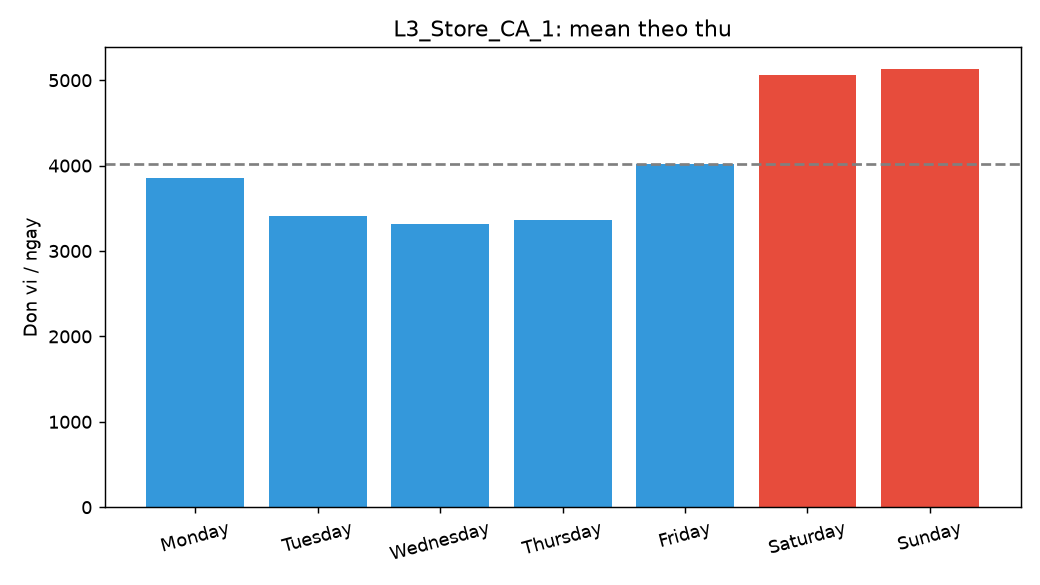 L3_Store_CA_1: mean theo thu
Don vi / ngay
5000
4000
3000
2000
1000
0
Monday
Tuesday
Wednesday
Thursday
Friday
Saturday
Sunday